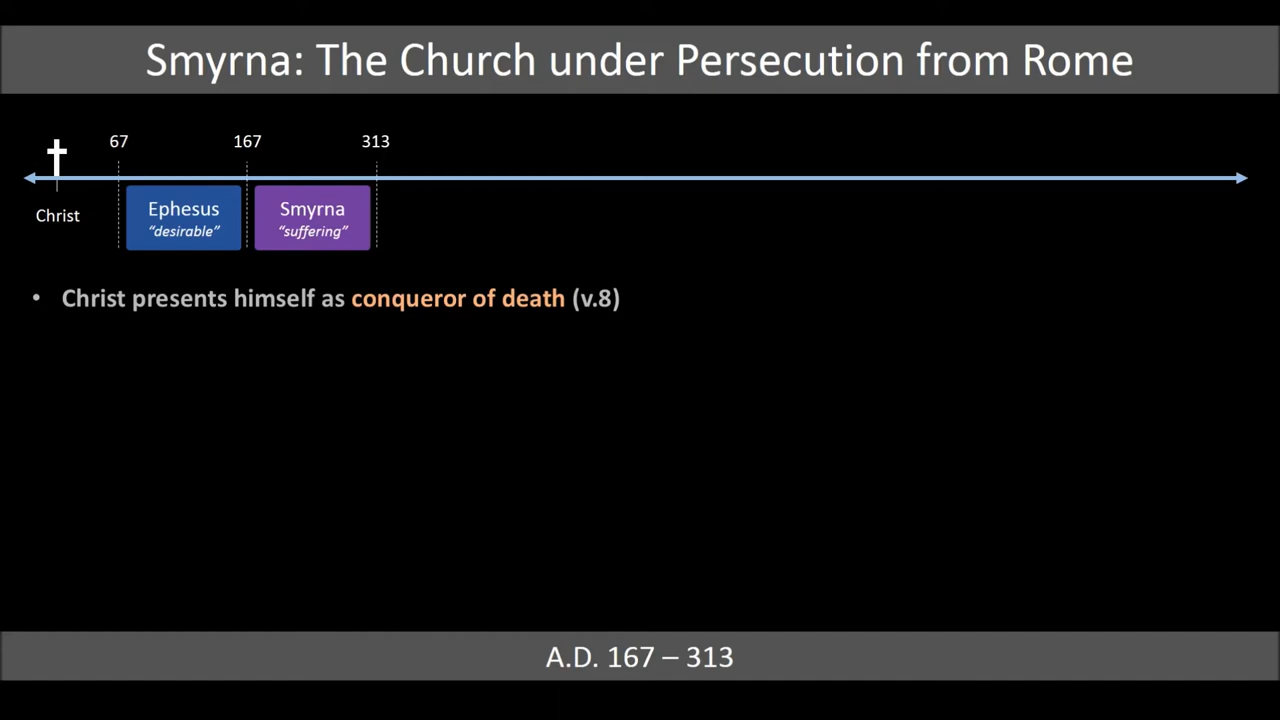 Smyrna: The Church under Persecution from Rome
67 167 313
Christ
Ephesus
"desirable"
Smyrna
"suffering"
• Christ presents himself as conqueror of death (v.8)
A.D. 167 – 313